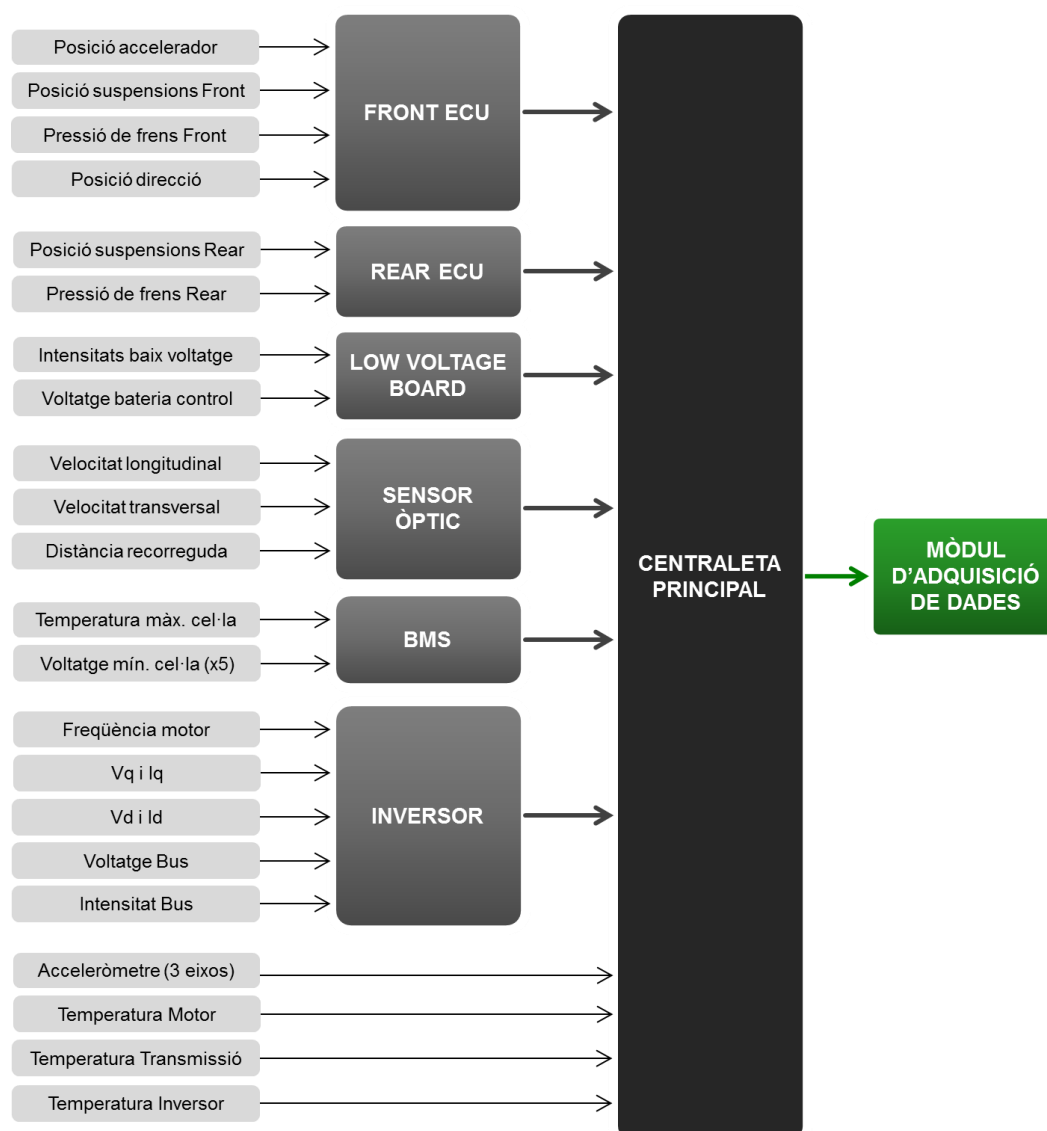 Posició accelerador
Posició suspensions Front
Pressió de frens Front
Posició direcció
FRONT ECU
Posició suspensions Rear
Pressió de frens Rear
REAR ECU
Intensitats baix voltatge
Voltatge bateria control
LOW VOLTAGE
BOARD
Velocitat longitudinal
Velocitat transversal
Distància recorreguda
SENSOR
ÒPTIC
Temperatura màx. cel·la
Voltatge mín. cel·la (x5)
BMS
Freqüència motor
Vq i Iq
Vd i Id
Voltatge Bus
Intensitat Bus
INVERSOR
Acceleròmetre (3 eixos)
Temperatura Motor
Temperatura Transmissió
Temperatura Inversor
CENTRALETA
PRINCIPAL
MÒDUL
D’ADQUISICIÓ
DE DADES